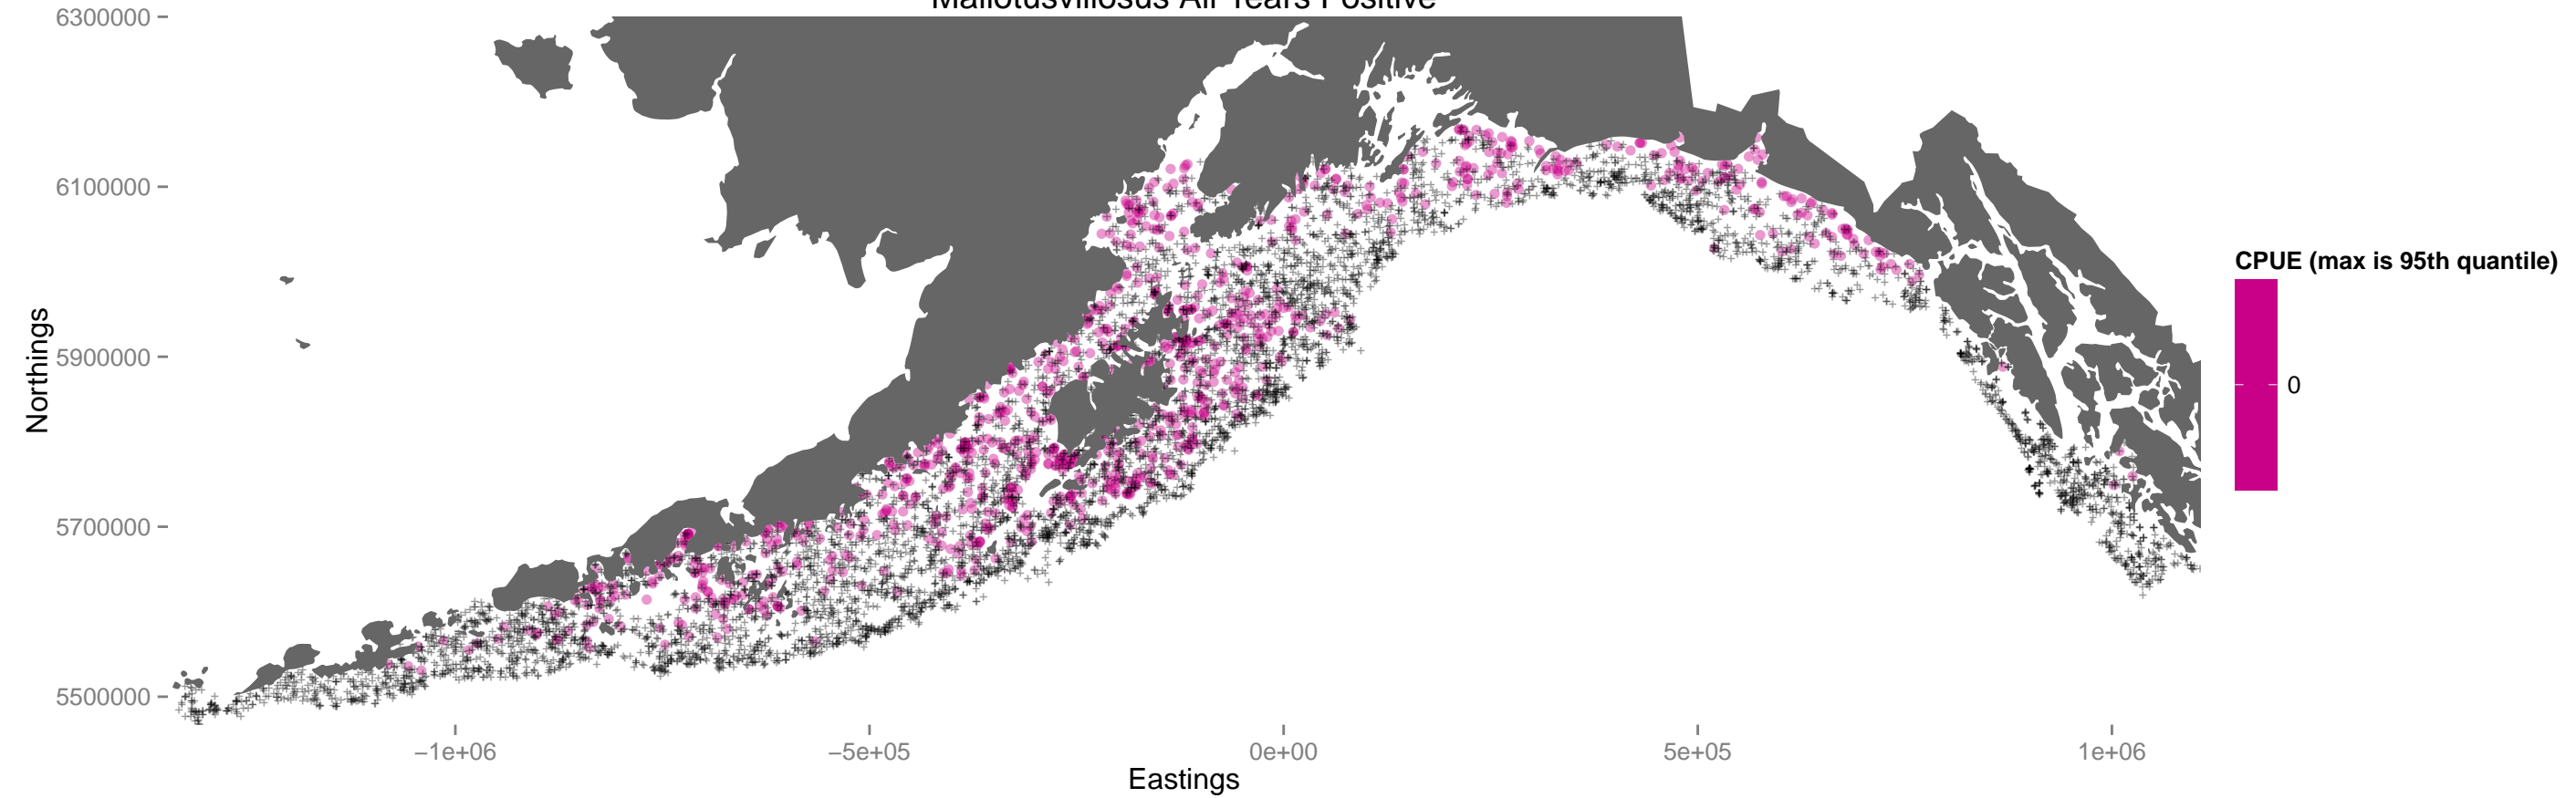 Mallotusvillosus All Years Positive
6300000
6100000
5900000
5700000
5500000
Northings
−1e+06
−5e+05
0e+00
5e+05
1e+06
Eastings
CPUE (max is 95th quantile)
0